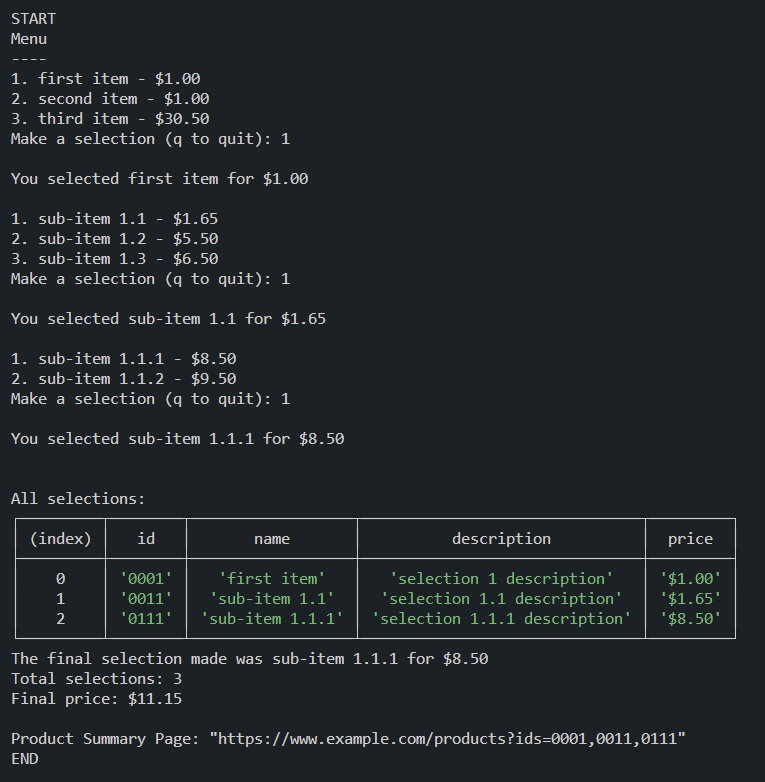 START
Menu
----
1. first item - $1.00
2. second item - $1.00
3. third item - $30.50
Make a selection (q to quit): 1
You selected first item for $1.00
1. sub-item 1.1 - $1.65
2. sub-item 1.2 - $5.50
3. sub-item 1.3 - $6.50
Make a selection (q to quit): 1
You selected sub-item 1.1 for $1.65
1. sub-item 1.1.1 - $8.50
2. sub-item 1.1.2 - $9.50
Make a selection (q to quit): 1
You selected sub-item 1.1.1 for $8.50
All selections:
(index) id name description price
0 '0001' 'first item' 'selection 1 description' '$1.00'
1 '0011' 'sub-item 1.1' 'selection 1.1 description' '$1.65'
2 '0111' 'sub-item 1.1.1' 'selection 1.1.1 description' '$8.50'
The final selection made was sub-item 1.1.1 for $8.50
Total selections: 3
Final price: $11.15
Product Summary Page: "https://www.example.com/products?ids=0001,0011,0111"
END